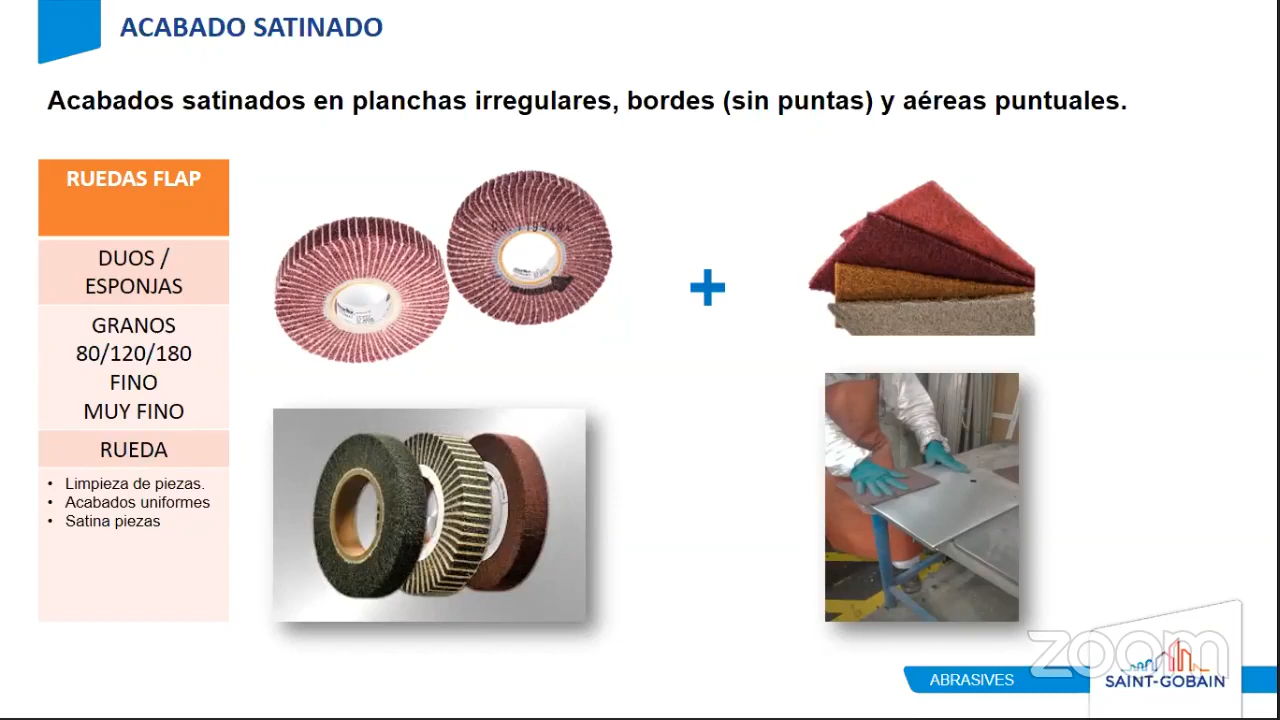 ACABADO SATINADO
Acabados satinados en planchas irregulares, bordes (sin puntas) y aéreas puntuales.
RUEDAS FLAP
DUOS /
ESPONJAS
GRANOS
80/120/180
FINO
MUY FINO
RUEDA
• Limpieza de piezas.
• Acabados uniformes
• Satina piezas
zoom
ABRASIVES
SAINT-GOBAIN